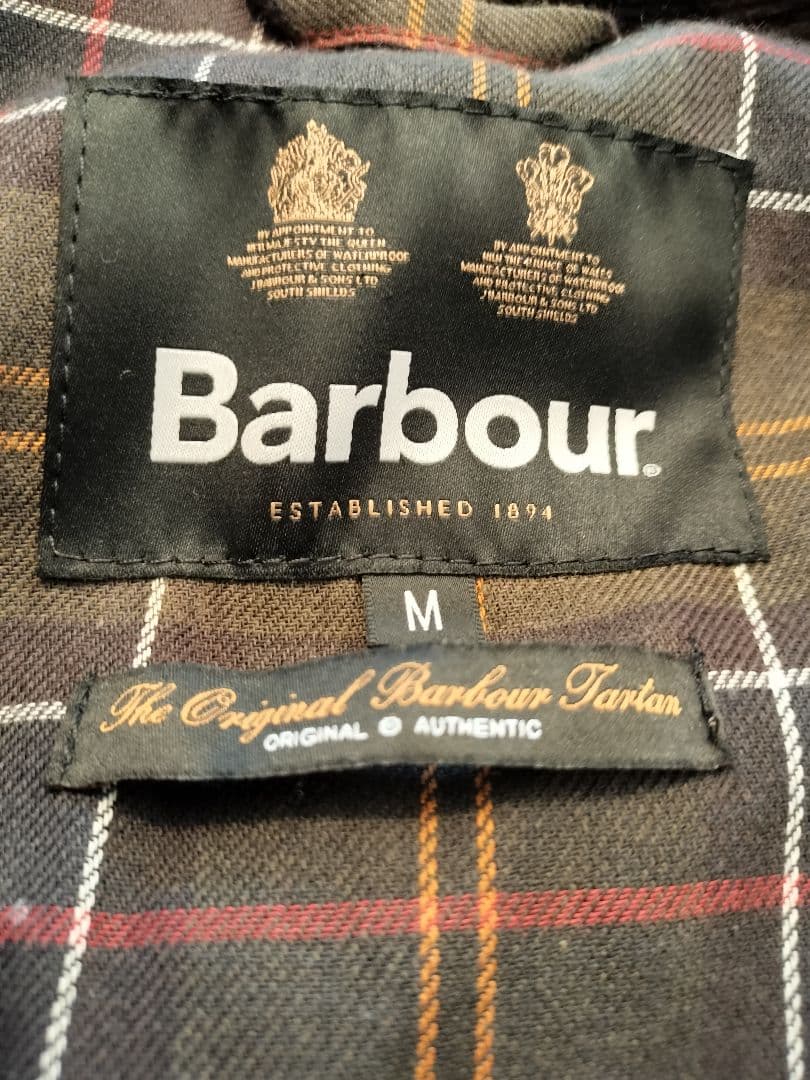 BY APPOINTMENT TO
HER MAJESTY THE QUEEN
MANUFACTURERS OF WATERPROOF
AND PROTECTIVE CLOTHING
J BARBOUR & SONS LTD
SOUTH SHIELDS
BY APPOINTMENT TO
HRH THE PRINCE OF WALES
MANUFACTURERS OF WATERPROOF
AND PROTECTIVE CLOTHING
J BARBOUR & SONS LTD
SOUTH SHIELDS
Barbour®
ESTABLISHED 1894
M
The Original Barbour Tartan
ORIGINAL © AUTHENTIC